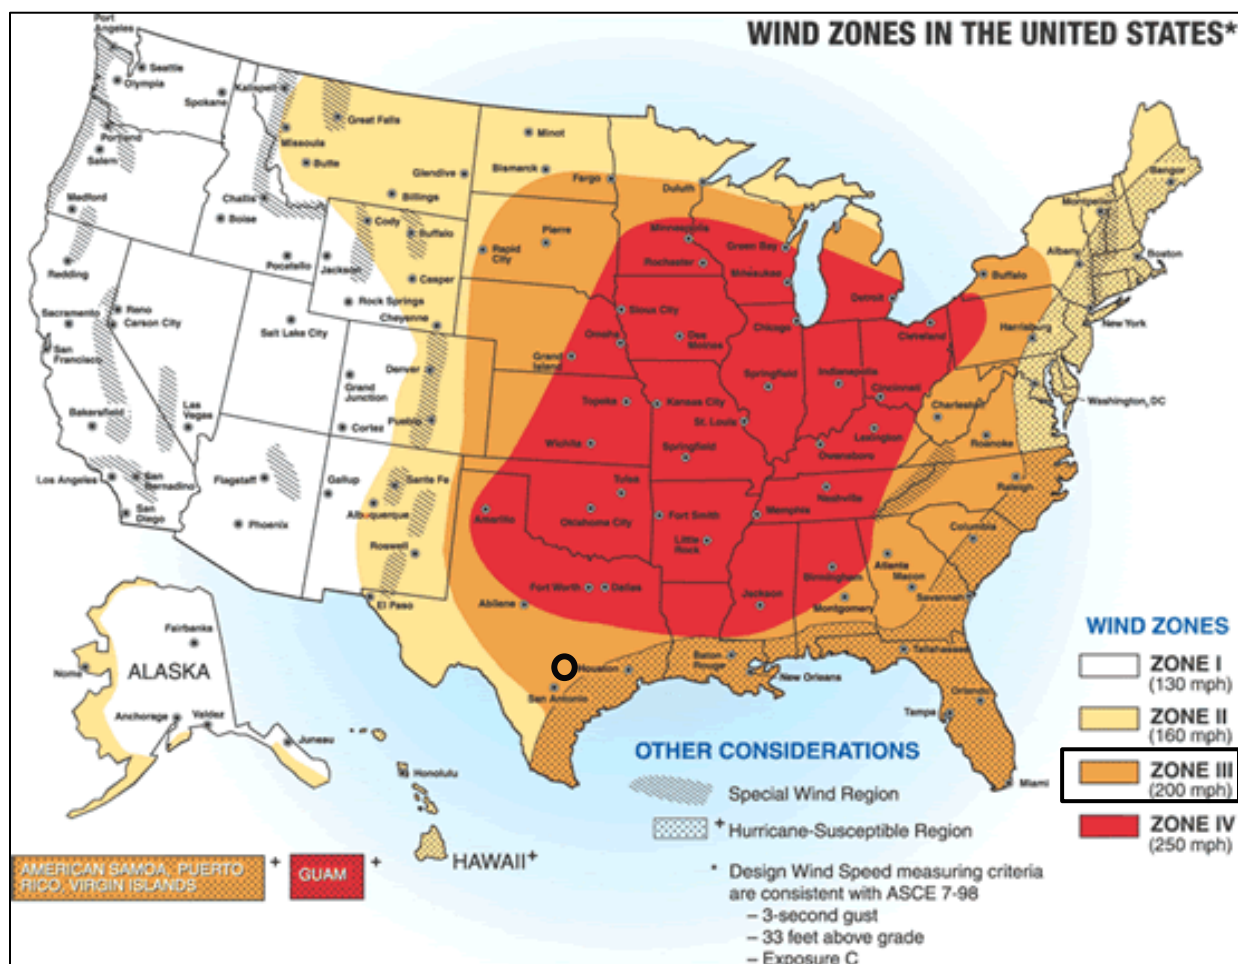 WIND ZONES IN THE UNITED STATES*
Port
Angeles
Seattle
Olympia
Spokane
Kalispell
Great Falls
Missoula
Butte
Glendive
Billings
Portland
Salem
Medford
Challis
Boise
Pocatello
Jackson
Cody
Buffalo
Casper
Rock Springs
Cheyenne
Redding
Sacramento
Reno
Carson City
San
Francisco
Salt Lake City
Bakersfield
Las
Vegas
Los Angeles
San
Bernadino
San
Diego
Flagstaff
Phoenix
Gallup
Grand
Junction
Cortez
Denver
Pueblo
Santa Fe
Albuquerque
Roswell
El Paso
Minot
Bismarck
Fargo
Duluth
Pierre
Rapid
City
Minneapolis
Rochester
Green Bay
Milwaukee
Sioux City
Omaha
Des
Moines
Grand
Island
Chicago
Detroit
Cleveland
Springfield
Indianapolis
Cincinnati
Topeka
Kansas City
St. Louis
Wichita
Springfield
Lexington
Owensboro
Charleston
Roanoke
Raleigh
Tulsa
Oklahoma City
Amarillo
Fort Smith
Little
Rock
Memphis
Nashville
Fort Worth
Dallas
Abilene
Jackson
Birmingham
Montgomery
Atlanta
Macon
Columbia
Savannah
Houston
San Antonio
Baton
Rouge
New Orleans
Tallahassee
Orlando
Tampa
Miami
Bangor
Montpelier
Albany
Boston
Buffalo
New York
Harrisburg
Washington, DC
Fairbanks
Nome
ALASKA
Anchorage
Valdez
Juneau
Honolulu
HAWAII+
AMERICAN SAMOA, PUERTO
RICO, VIRGIN ISLANDS
+
GUAM
+
OTHER CONSIDERATIONS
Special Wind Region
+ Hurricane-Susceptible Region
* Design Wind Speed measuring criteria
are consistent with ASCE 7-98
– 3-second gust
– 33 feet above grade
– Exposure C
WIND ZONES
ZONE I
(130 mph)
ZONE II
(160 mph)
ZONE III
(200 mph)
ZONE IV
(250 mph)